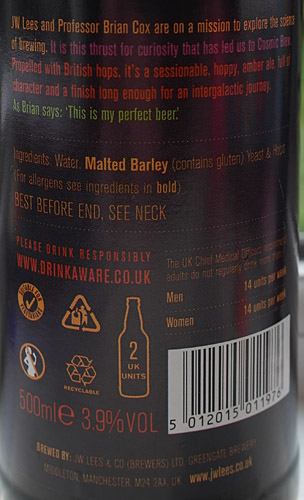 JW Lees and Professor Brian Cox are on a mission to explore the science
of brewing. It is this thrust for curiosity that has led us to Cosmic Brew.
Propelled with British hops, it's a sessionable, hoppy, amber ale, full of
character and a finish long enough for an intergalactic journey.
As Brian says: 'This is my perfect beer.'
Ingredients: Water, Malted Barley (contains gluten) Yeast & Hops
(For allergens see ingredients in bold)
BEST BEFORE END, SEE NECK
PLEASE DRINK RESPONSIBLY
WWW.DRINKAWARE.CO.UK
The UK Chief Medical Officers recommend
adults do not regularly drink more than
Men 14 units per week
Women 14 units per week
2
UK
UNITS
RECYCLABLE
500ml e 3.9%VOL
5 012015 011976
BREWED BY: JW LEES & CO (BREWERS) LTD, GREENGATE BREWERY,
MIDDLETON, MANCHESTER, M24 2AX, UK www.jwlees.co.uk